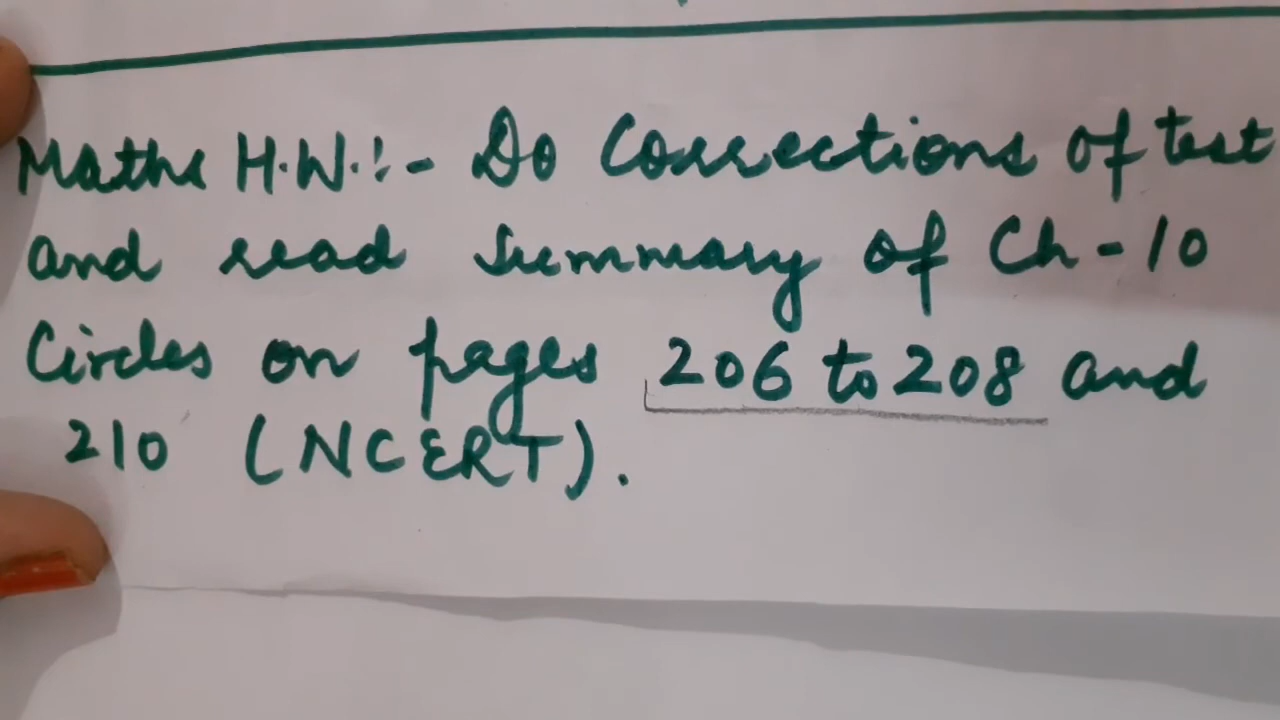 Maths H.W.:- Do Corrections of test
and read Summary of Ch-10
Circles on pages 206 to 208 and
210 (NCERT).